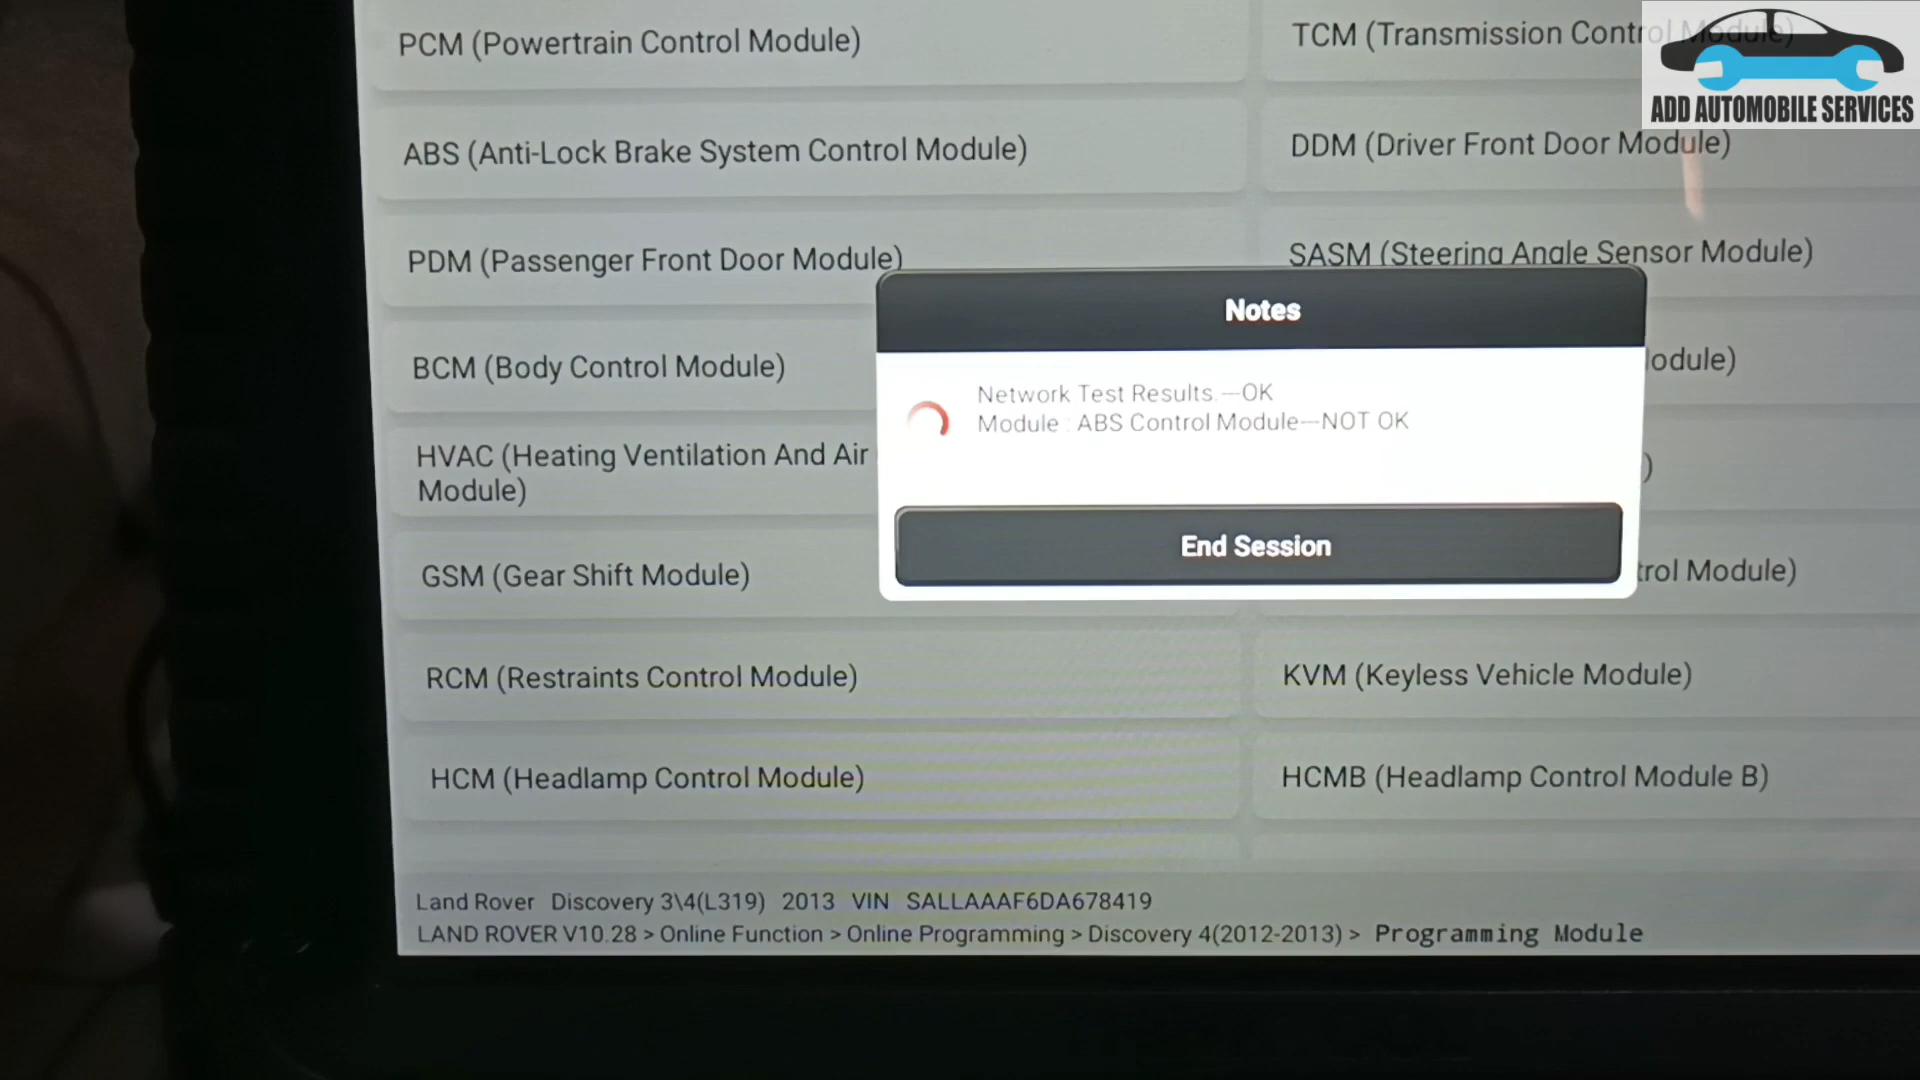 PCM (Powertrain Control Module)
TCM (Transmission Control Module)
ADD AUTOMOBILE SERVICES
ABS (Anti-Lock Brake System Control Module)
DDM (Driver Front Door Module)
PDM (Passenger Front Door Module)
SASM (Steering Angle Sensor Module)
Notes
BCM (Body Control Module)
Module)
Network Test Results.—OK
Module : ABS Control Module—NOT OK
HVAC (Heating Ventilation And Air
Module)
)
End Session
GSM (Gear Shift Module)
trol Module)
RCM (Restraints Control Module)
KVM (Keyless Vehicle Module)
HCM (Headlamp Control Module)
HCMB (Headlamp Control Module B)
Land Rover Discovery 3\4(L319) 2013 VIN SALLAAAF6DA678419
LAND ROVER V10.28 > Online Function > Online Programming > Discovery 4(2012-2013) > Programming Module